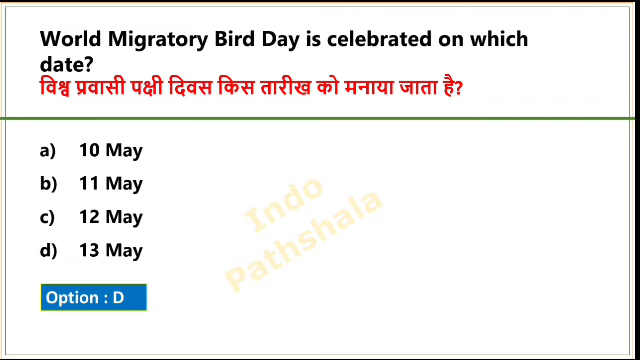 World Migratory Bird Day is celebrated on which
date?
विश्व प्रवासी पक्षी दिवस किस तारीख को मनाया जाता है?
a) 10 May
b) 11 May
c) 12 May
d) 13 May
Indo
Pathshala
Option : D